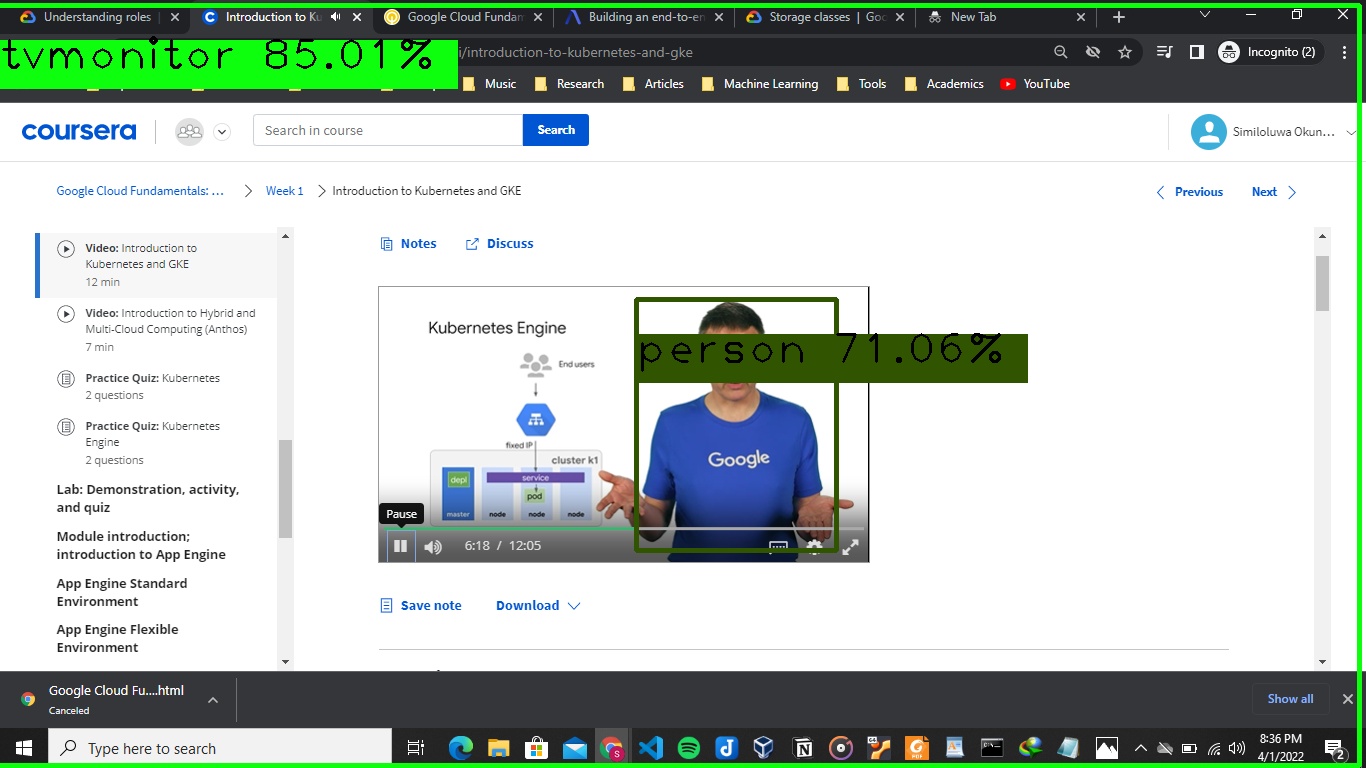 Understanding roles |
Introduction to Ku
Google Cloud Fundam
Building an end-to-en
Storage classes | Goo
New Tab
tvmonitor 85.01%
i/introduction-to-kubernetes-and-gke
Incognito (2)
Music
Research
Articles
Machine Learning
Tools
Academics
YouTube
coursera
Search in course
Search
Similoluwa Okun...
Google Cloud Fundamentals: ...
Week 1
Introduction to Kubernetes and GKE
Previous
Next
Video: Introduction to
Kubernetes and GKE
12 min
Video: Introduction to Hybrid and
Multi-Cloud Computing (Anthos)
7 min
Practice Quiz: Kubernetes
2 questions
Practice Quiz: Kubernetes
Engine
2 questions
Lab: Demonstration, activity,
and quiz
Module introduction;
introduction to App Engine
App Engine Standard
Environment
App Engine Flexible
Environment
Notes
Discuss
Kubernetes Engine
person 71.06%
End users
fixed IP
cluster k1
depl
service
pod
master
node
node
node
Google
Pause
6:18 / 12:05
Save note
Download
Google Cloud Fu....html
Canceled
Show all
Type here to search
8:36 PM
4/1/2022
2